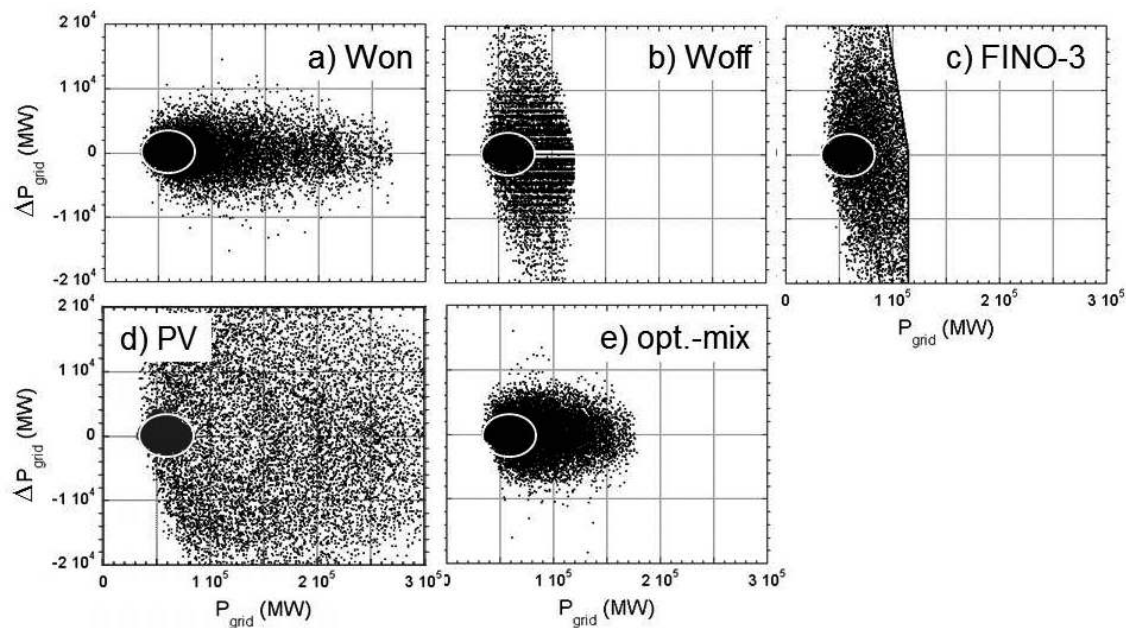 a) Won
b) Woff
c) FINO-3
2 10⁴
1 10⁴
0
-1 10⁴
-2 10⁴
ΔP_grid (MW)
0
1 10⁵
2 10⁵
3 10⁵
P_grid (MW)
d) PV
e) opt.-mix
2 10⁴
1 10⁴
0
-1 10⁴
-2 10⁴
ΔP_grid (MW)
0
1 10⁵
2 10⁵
3 10⁵
P_grid (MW)
1 10⁵
2 10⁵
3 10⁵
P_grid (MW)